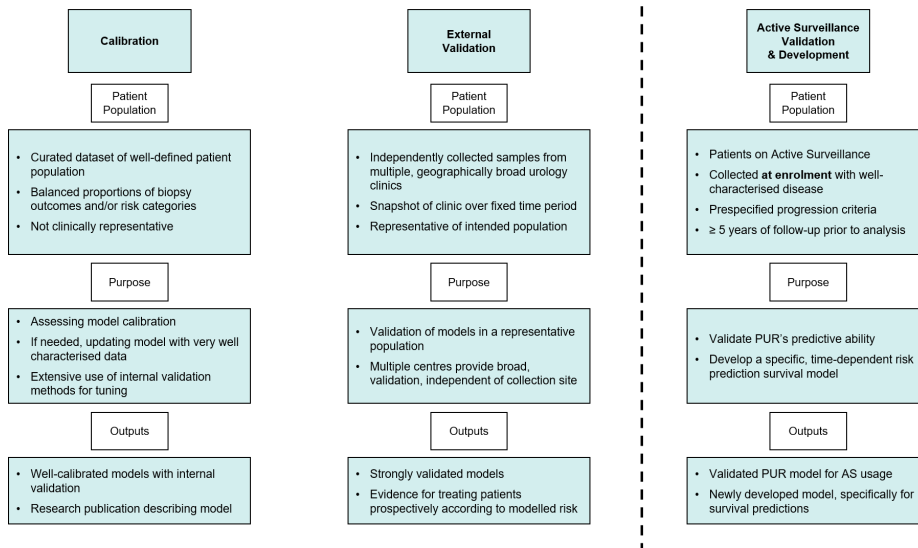 Calibration
Patient
Population
• Curated dataset of well-defined patient
population
• Balanced proportions of biopsy
outcomes and/or risk categories
• Not clinically representative
Purpose
• Assessing model calibration
• If needed, updating model with very well
characterised data
• Extensive use of internal validation
methods for tuning
Outputs
• Well-calibrated models with internal
validation
• Research publication describing model
External
Validation
Patient
Population
• Independently collected samples from
multiple, geographically broad urology
clinics
• Snapshot of clinic over fixed time period
• Representative of intended population
Purpose
• Validation of models in a representative
population
• Multiple centres provide broad,
validation, independent of collection site
Outputs
• Strongly validated models
• Evidence for treating patients
prospectively according to modelled risk
Active Surveillance
Validation
& Development
Patient
Population
• Patients on Active Surveillance
• Collected at enrolment with well-
characterised disease
• Prespecified progression criteria
• ≥ 5 years of follow-up prior to analysis
Purpose
• Validate PUR's predictive ability
• Develop a specific, time-dependent risk
prediction survival model
Outputs
• Validated PUR model for AS usage
• Newly developed model, specifically for
survival predictions